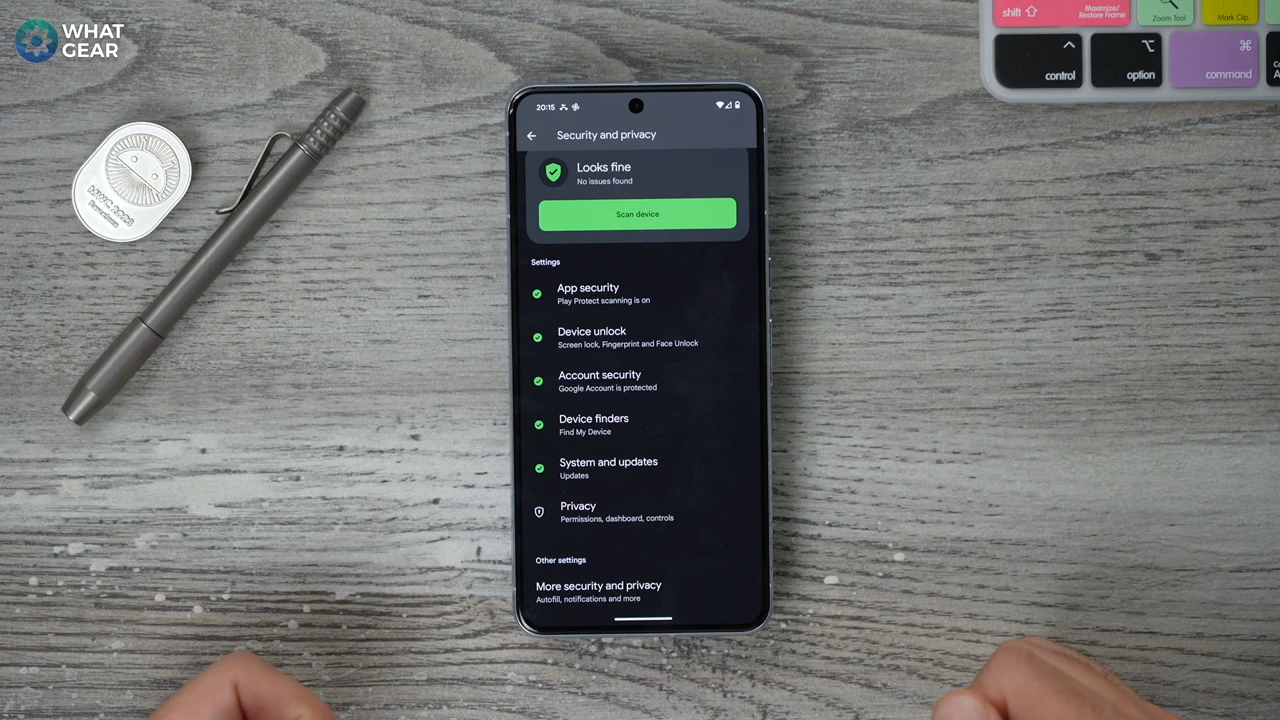 WHAT
GEAR
shift
Maximize/
Restore Frame
Zoom Tool
Mark Clip
control
option
command
MWC
20:15
Security and privacy
Looks fine
No issues found
Scan device
Settings
App security
Play Protect scanning is on
Device unlock
Screen lock, Fingerprint and Face Unlock
Account security
Google Account is protected
Device finders
Find My Device
System and updates
Updates
Privacy
Permissions, dashboard, controls
Other settings
More security and privacy
Autofill, notifications and more